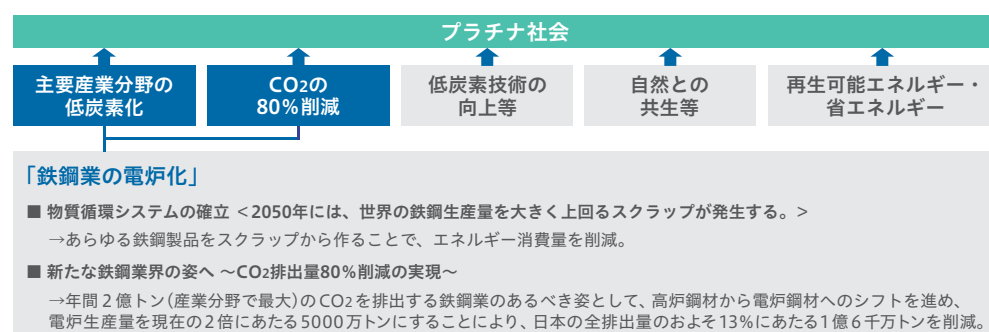 プラチナ社会
主要産業分野の
低炭素化
CO2の
80%削減
低炭素技術の
向上等
自然との
共生等
再生可能エネルギー・
省エネルギー
「鉄鋼業の電炉化」
■ 物質循環システムの確立 <2050年には、世界の鉄鋼生産量を大きく上回るスクラップが発生する。>
→あらゆる鉄鋼製品をスクラップから作ることで、エネルギー消費量を削減。
■ 新たな鉄鋼業界の姿へ ～CO2排出量80%削減の実現～
→年間2億トン(産業分野で最大)のCO2を排出する鉄鋼業のあるべき姿として、高炉鋼材から電炉鋼材へのシフトを進め、
電炉生産量を現在の2倍にあたる5000万トンにすることにより、日本の全排出量のおよそ13%にあたる1億6千万トンを削減。